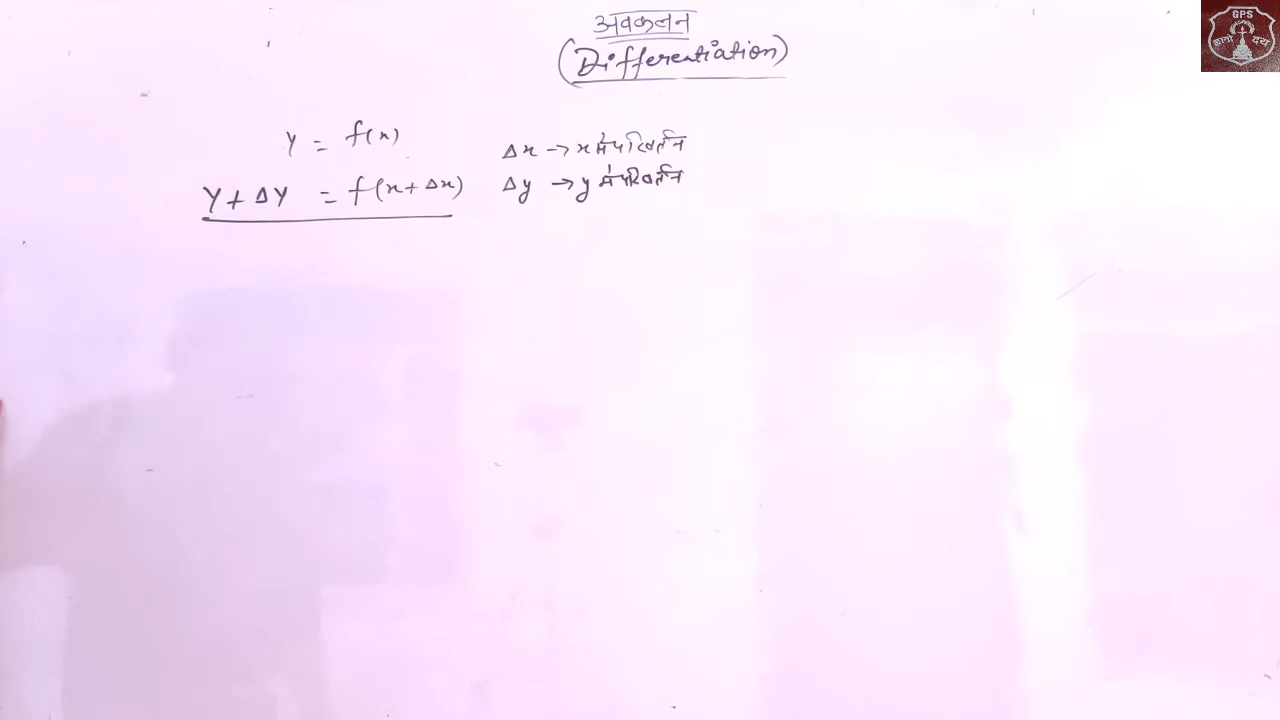 अवकलन
(Differentiation)
y = f(x)
Δx → x में परिवर्तन
y + Δy = f(x + Δx)
Δy → y में परिवर्तन
GPS